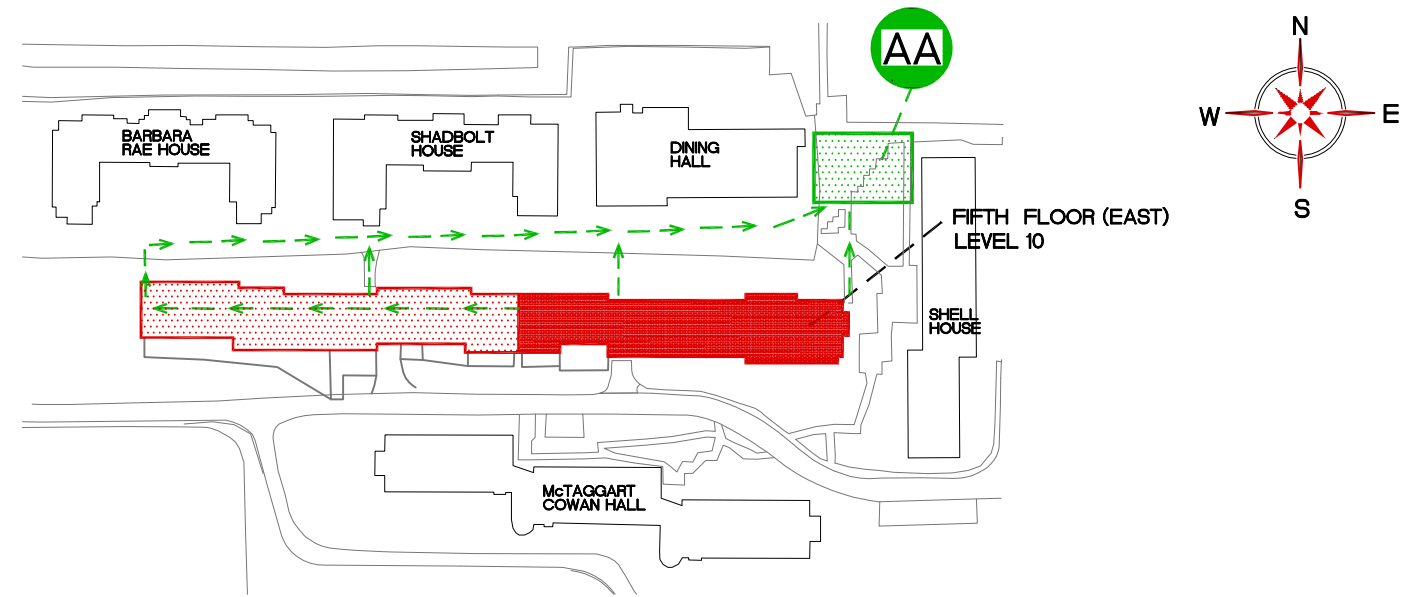 AA
N
W
E
S
BARBARA
RAE HOUSE
SHADBOLT
HOUSE
DINING
HALL
FIFTH FLOOR (EAST)
LEVEL 10
SHELL
HOUSE
McTAGGART
COWAN HALL